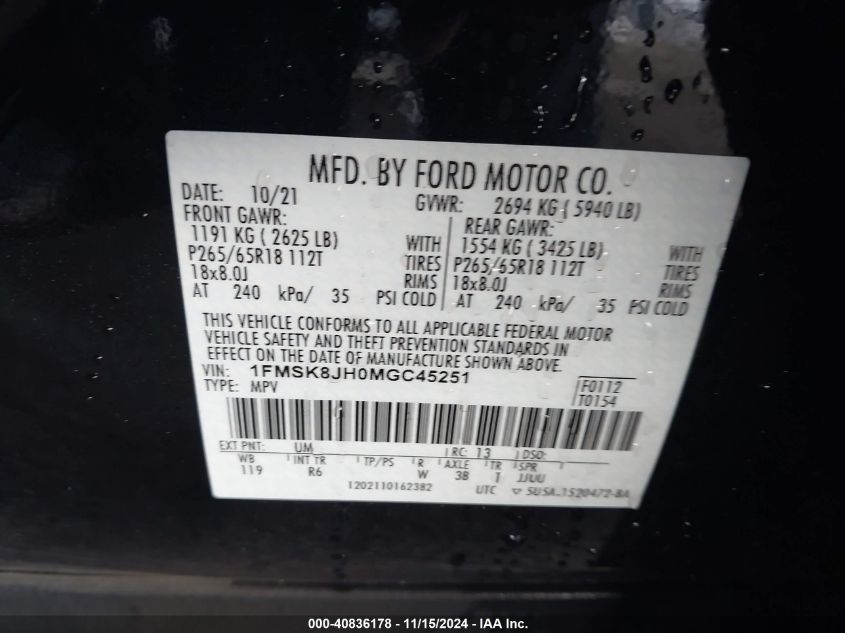 MFD. BY FORD MOTOR CO.
DATE: 10/21 GVWR: 2694 KG ( 5940 LB)
FRONT GAWR: REAR GAWR:
1191 KG ( 2625 LB) WITH 1554 KG ( 3425 LB) WITH
P265/65R18 112T TIRES P265/65R18 112T TIRES
18x8.0J RIMS 18x8.0J RIMS
AT 240 kPa/ 35 PSI COLD AT 240 kPa/ 35 PSI COLD
THIS VEHICLE CONFORMS TO ALL APPLICABLE FEDERAL MOTOR
VEHICLE SAFETY AND THEFT PREVENTION STANDARDS IN
EFFECT ON THE DATE OF MANUFACTURE SHOWN ABOVE.
VIN: 1FMSK8JH0MGC45251
TYPE: MPV
F0112
T0154
EXT PNT: UM RC: 13 DSO:
WB INT TR TP/PS R AXLE TR SPR
119 R6 W 3B T JJUU
1202110162382 UTC 5U5A-1520472-BA
000-40836178 - 11/15/2024 - IAA Inc.